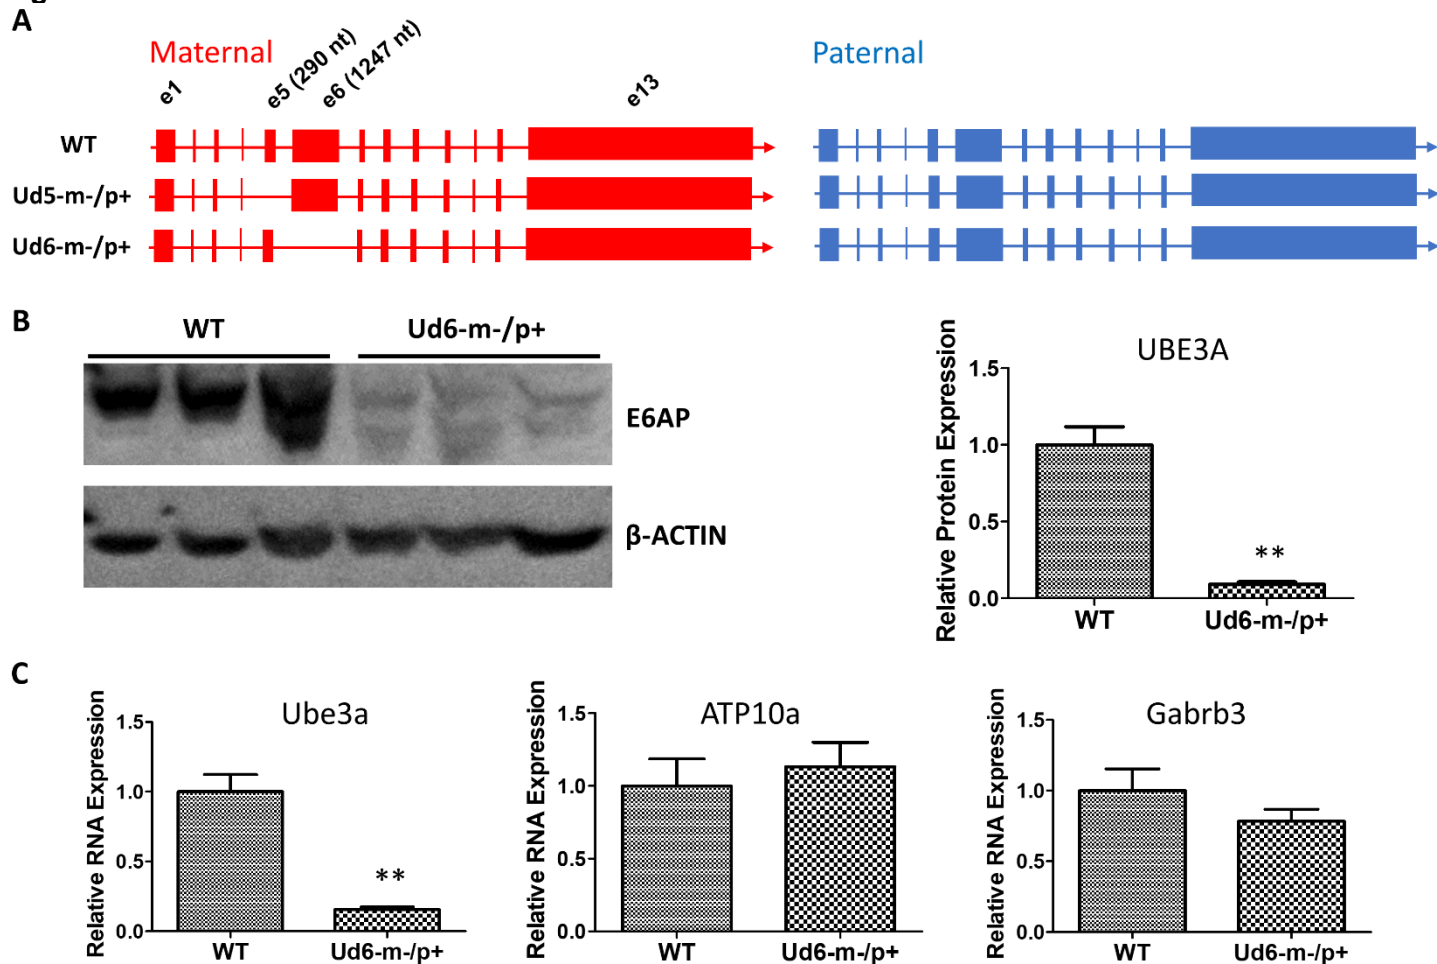 A
Maternal
Paternal
e1
e5 (290 nt)
e6 (1247 nt)
e13
WT
Ud5-m-/p+
Ud6-m-/p+
B
WT
Ud6-m-/p+
E6AP
β-ACTIN
UBE3A
Relative Protein Expression
1.5
1.0
0.5
0.0
**
WT
Ud6-m-/p+
C
Ube3a
Relative RNA Expression
1.5
1.0
0.5
0.0
**
WT
Ud6-m-/p+
ATP10a
Relative RNA Expression
1.5
1.0
0.5
0.0
WT
Ud6-m-/p+
Gabrb3
Relative RNA Expression
1.5
1.0
0.5
0.0
WT
Ud6-m-/p+